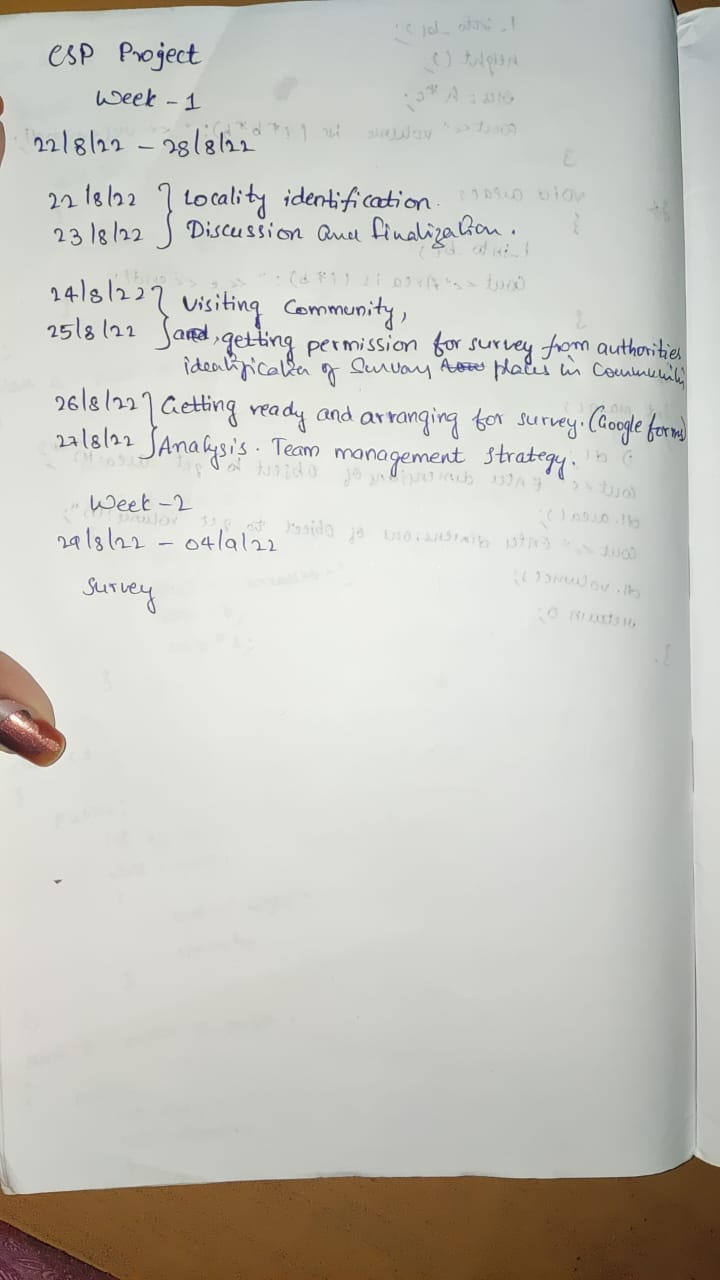 CSP Project
Week - 1
22/8/22 - 28/8/22
22/8/22 } Locality identification.
23/8/22 } Discussion and finalization.
24/8/22 } Visiting Community,
25/8/22 } and, getting permission for survey from authorities
identification of Survay places in Community
26/8/22 } Getting ready and arranging for survey. (Google forms)
27/8/22 } Analysis. Team management strategy.
Week - 2
29/8/22 - 04/9/22
Survey